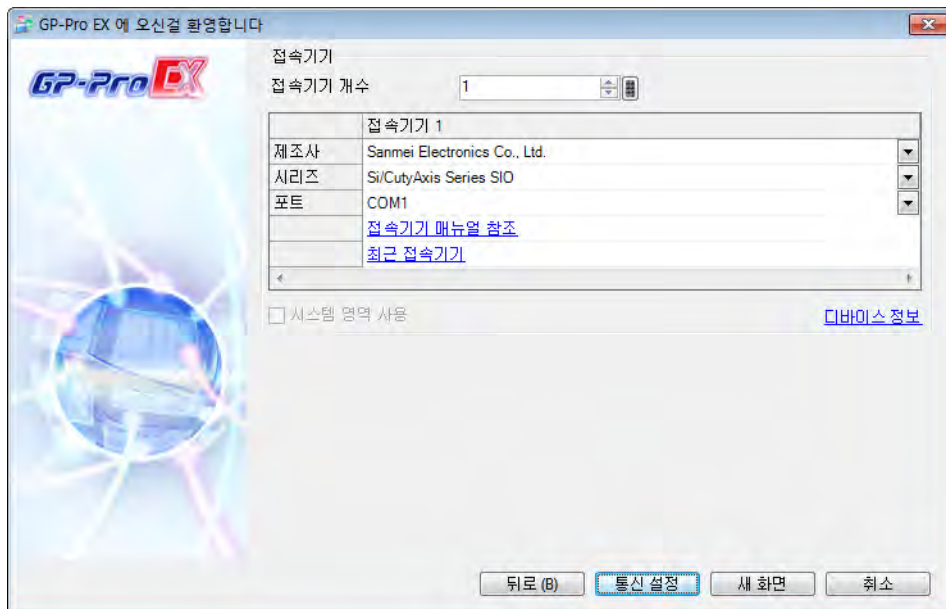 GP-Pro EX 에 오신걸 환영합니다
GP-Pro EX
접속기기
접속기기 개수 1
접속기기 1
제조사 Sanmei Electronics Co., Ltd.
시리즈 Si/CutyAxis Series SIO
포트 COM1
접속기기 매뉴얼 참조
최근 접속기기
시스템 영역 사용 디바이스 정보
뒤로 (B) 통신 설정 새 화면 취소